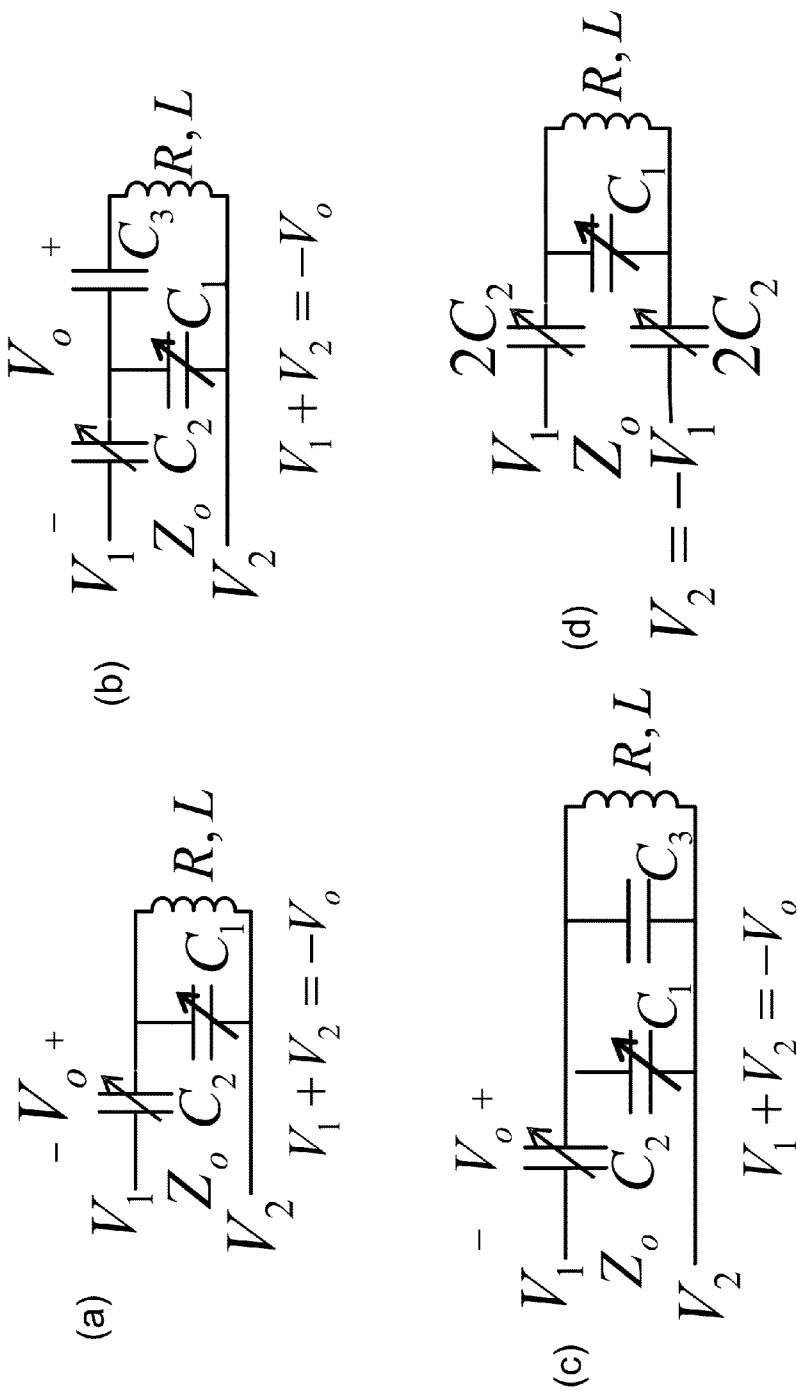 (a)
− V_o +
V_1
C_2
C_1
R, L
Z_o
V_2
V_1 + V_2 = −V_o
(b)
− V_o +
V_1
C_2
C_1
C_3
R, L
Z_o
V_2
V_1 + V_2 = −V_o
(c)
− V_o +
V_1
C_2
C_1
C_3
R, L
Z_o
V_2
V_1 + V_2 = −V_o
(d)
2C_2
V_1
C_1
R, L
Z_o
V_2 = −V_1
2C_2